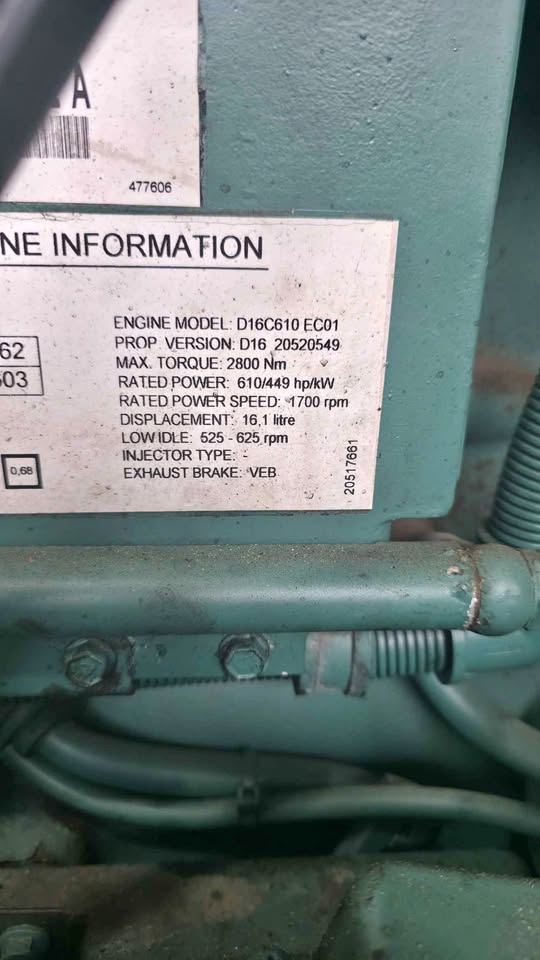 A
477606
NE INFORMATION
ENGINE MODEL: D16C610 EC01
PROP. VERSION: D16 20520549
62
MAX. TORQUE: 2800 Nm
603
RATED POWER: 610/449 hp/kW
RATED POWER SPEED: 1700 rpm
DISPLACEMENT: 16,1 litre
LOW IDLE: 525 - 625 rpm
INJECTOR TYPE: -
0,68
EXHAUST BRAKE: VEB
20517661